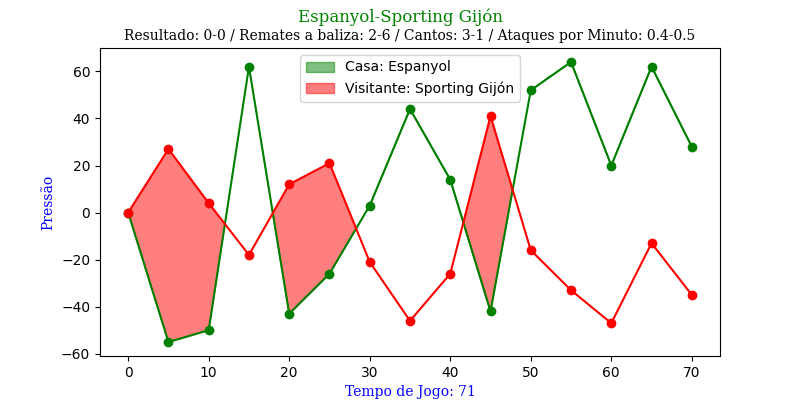 Espanyol-Sporting Gijón
Resultado: 0-0 / Remates a baliza: 2-6 / Cantos: 3-1 / Ataques por Minuto: 0.4-0.5
Casa: Espanyol
Visitante: Sporting Gijón
Pressão
60
40
20
0
−20
−40
−60
0 10 20 30 40 50 60 70
Tempo de Jogo: 71